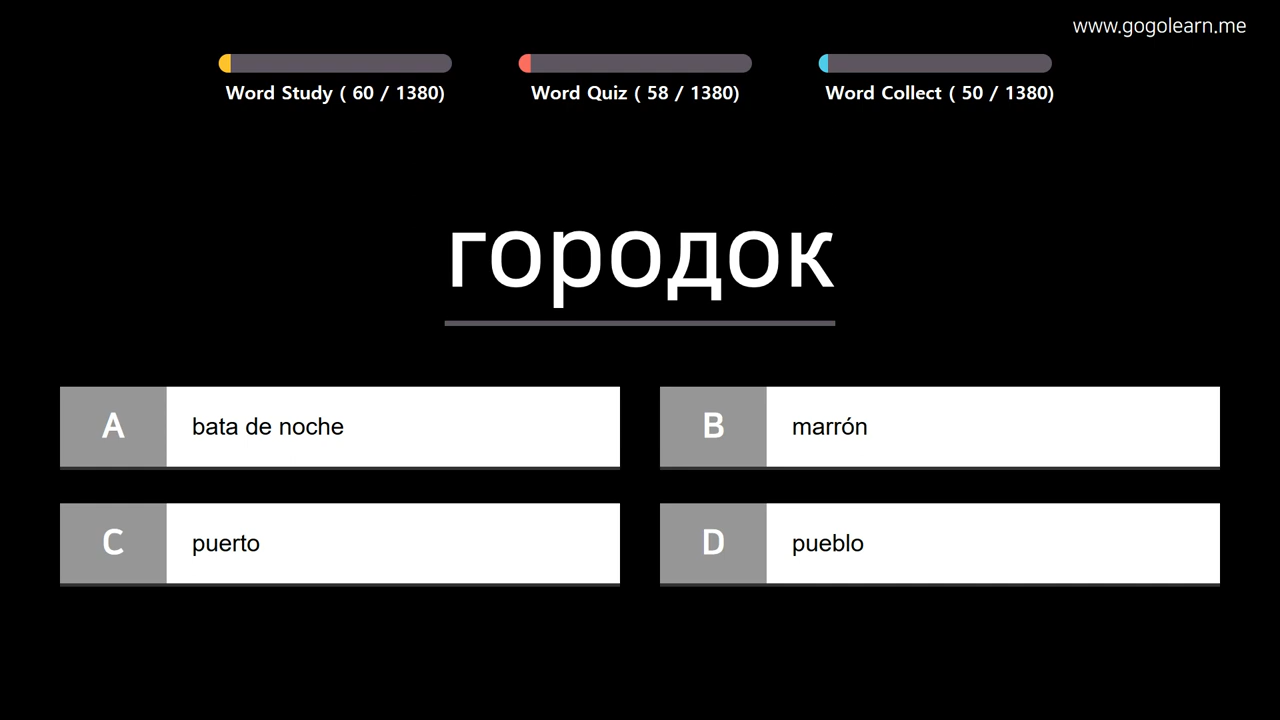 www.gogolearn.me
Word Study ( 60 / 1380)
Word Quiz ( 58 / 1380)
Word Collect ( 50 / 1380)
городок
A bata de noche
B marrón
C puerto
D pueblo